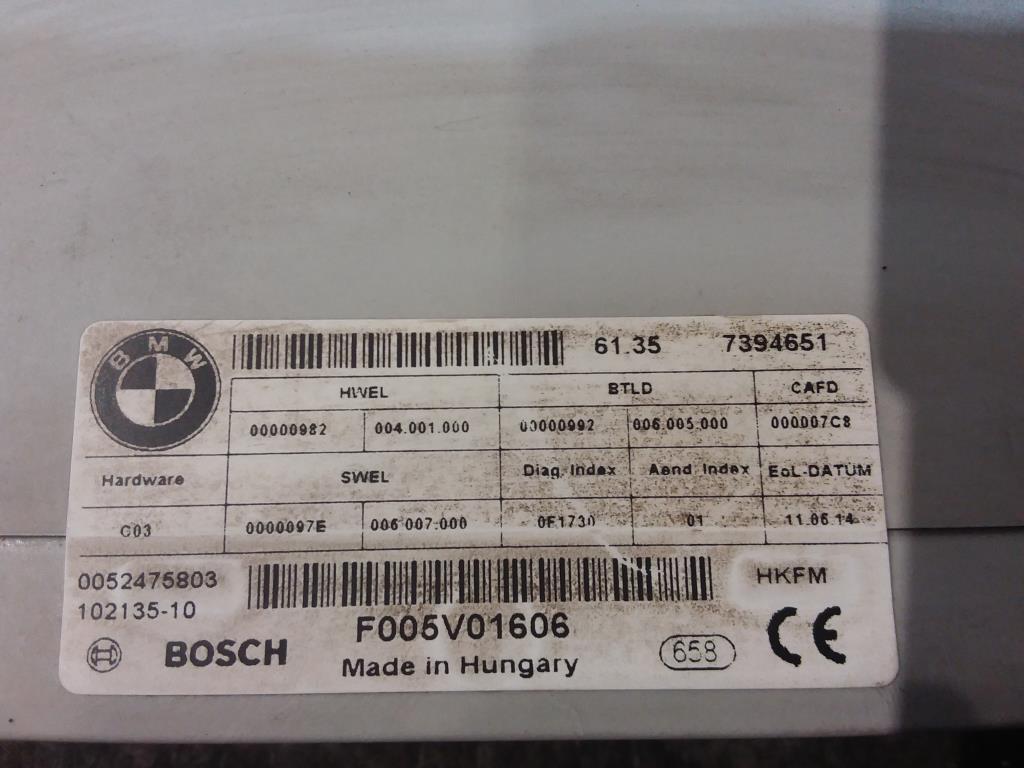 BMW
61.35 7394651
HWEL BTLD CAFD
00000982 004.001.000 00000992 006.005.000 000007C8
Hardware SWEL Diag. Index Aend. Index EoL-DATUM
C03 0000097E 006.007.000 0F1730 01 11.06.14
0052475803
102135-10
HKFM
F005V01606
BOSCH
Made in Hungary
658
CE